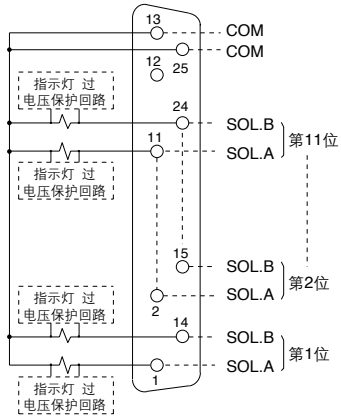 13 COM
COM
12 25
指示灯 过
电压保护回路
24 SOL.B
11 SOL.A 第11位
指示灯 过
电压保护回路
15 SOL.B
2 SOL.A 第2位
指示灯 过
电压保护回路
14 SOL.B
1 SOL.A 第1位
指示灯 过
电压保护回路